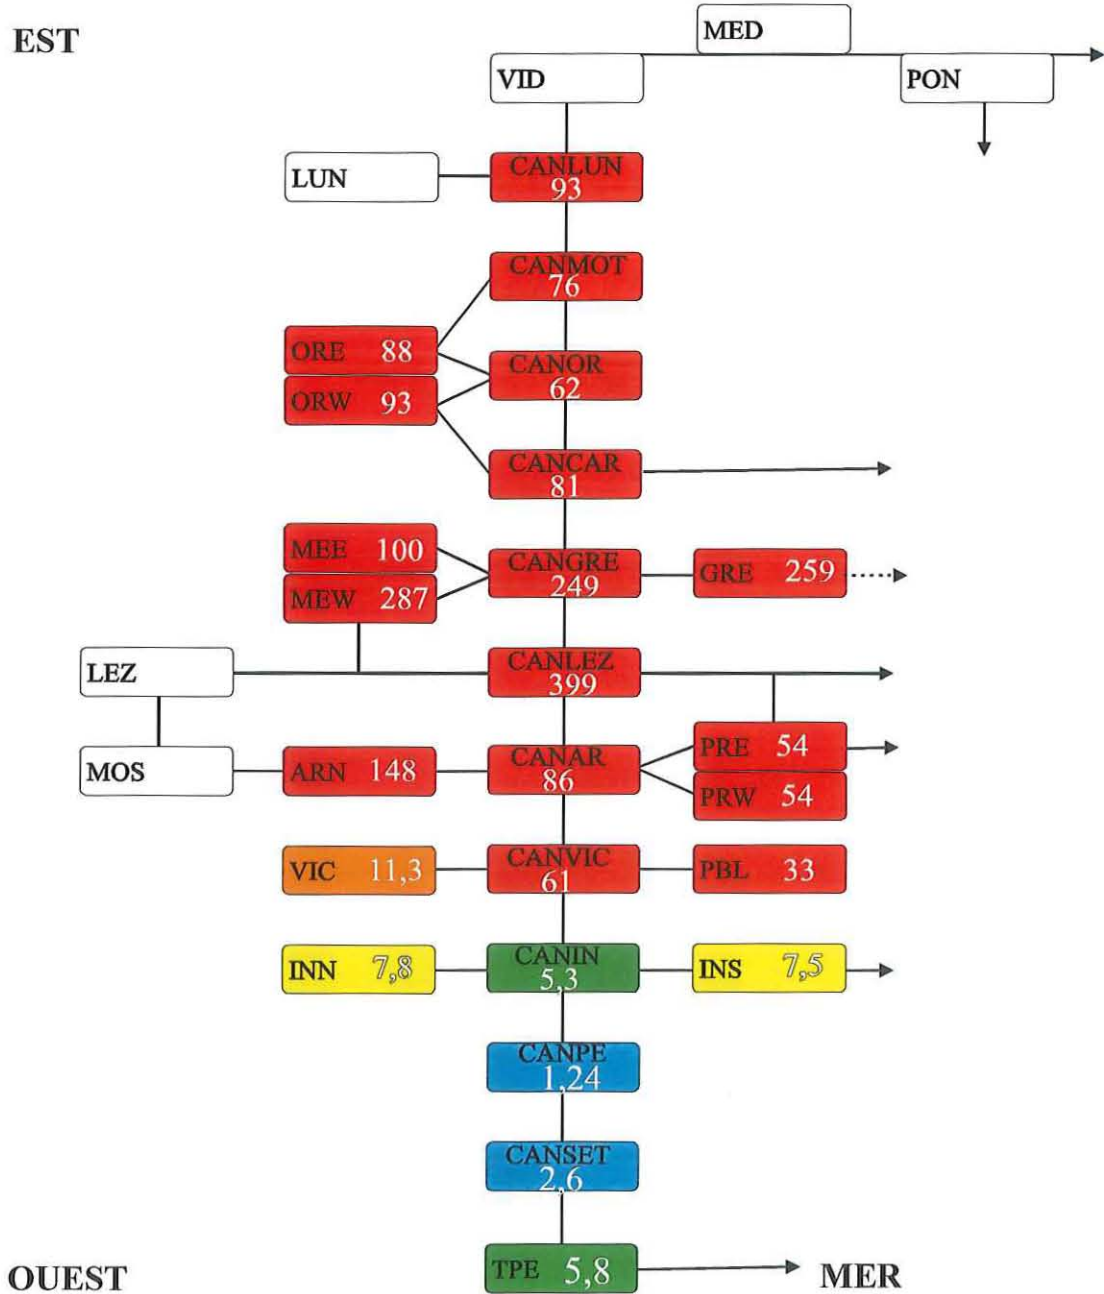 EST
MED
VID
PON
LUN
CANLUN
93
CANMOT
76
ORE 88
CANOR
62
ORW 93
CANCAR
81
MEE 100
CANGRE
249
GRE 259
MEW 287
LEZ
CANLEZ
399
MOS
ARN 148
CANAR
86
PRE 54
PRW 54
VIC 11,3
CANVIC
61
PBL 33
INN 7,8
CANIN
5,3
INS 7,5
CANPE
1,24
CANSET
2,6
TPE 5,8
OUEST
MER